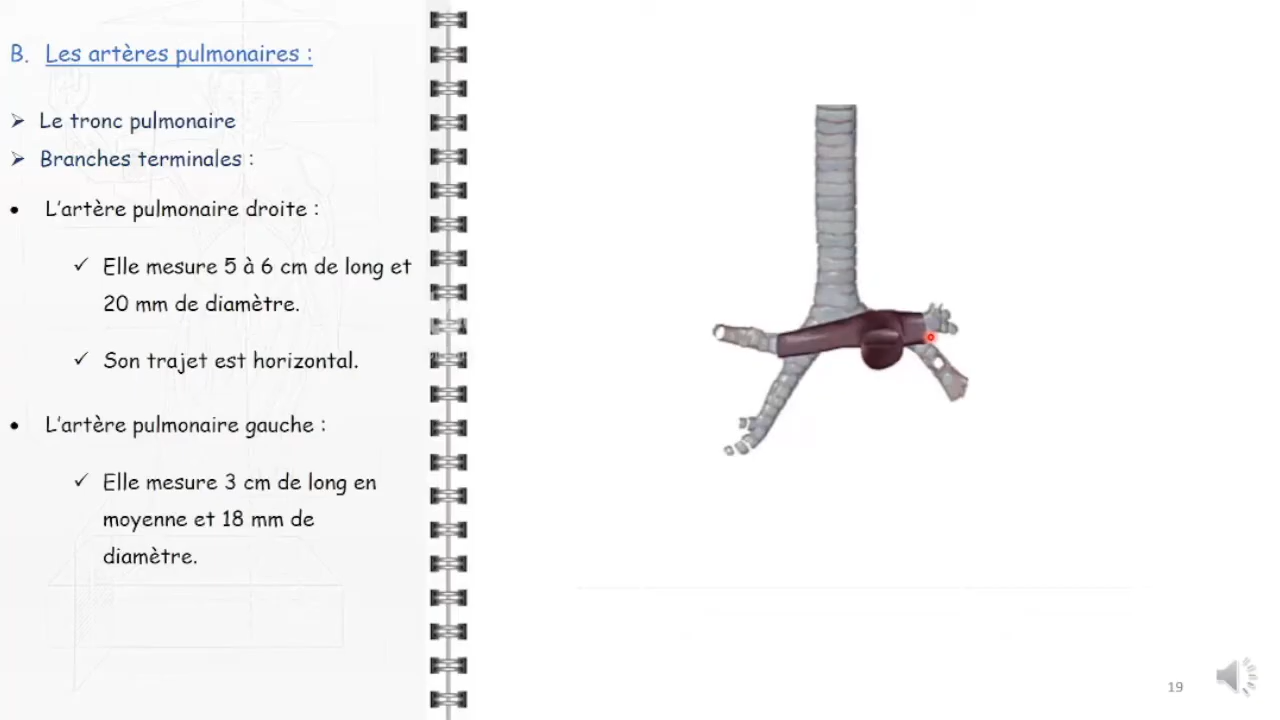 B. Les artères pulmonaires :
➢ Le tronc pulmonaire
➢ Branches terminales :
• L'artère pulmonaire droite :
✓ Elle mesure 5 à 6 cm de long et
20 mm de diamètre.
✓ Son trajet est horizontal.
• L'artère pulmonaire gauche :
✓ Elle mesure 3 cm de long en
moyenne et 18 mm de
diamètre.
19